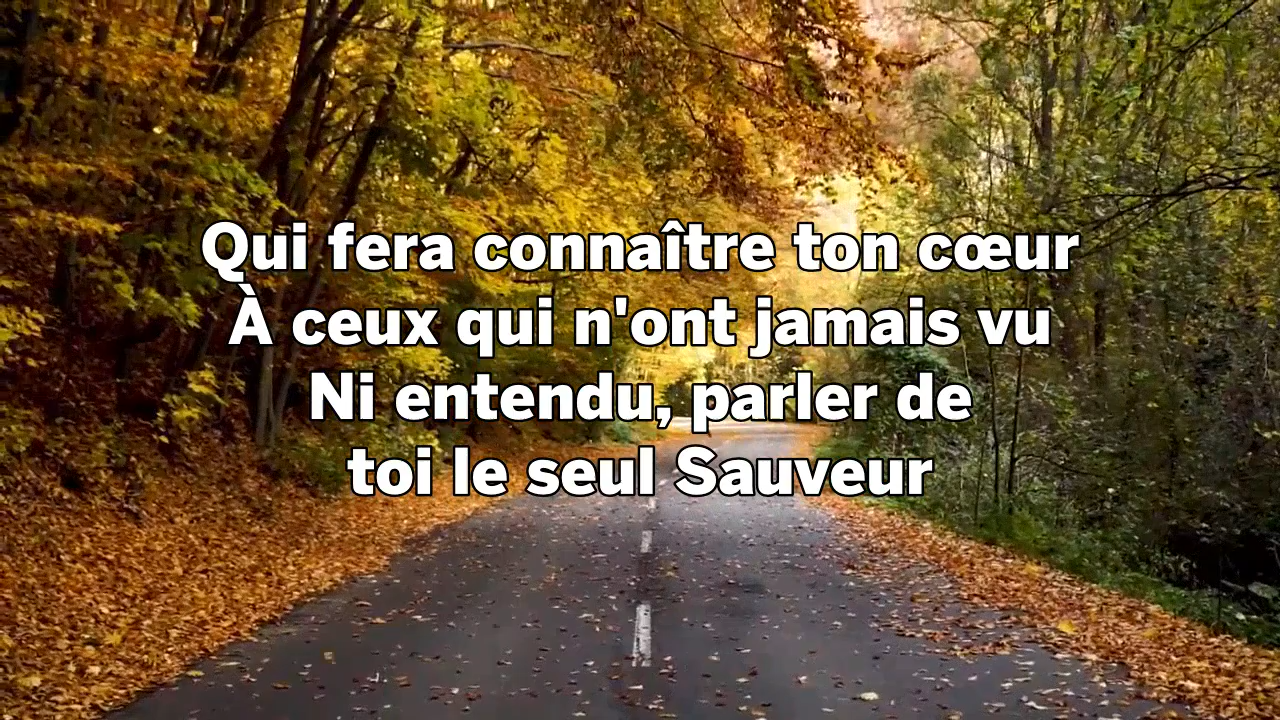 Qui fera connaître ton cœur
À ceux qui n'ont jamais vu
Ni entendu, parler de
toi le seul Sauveur